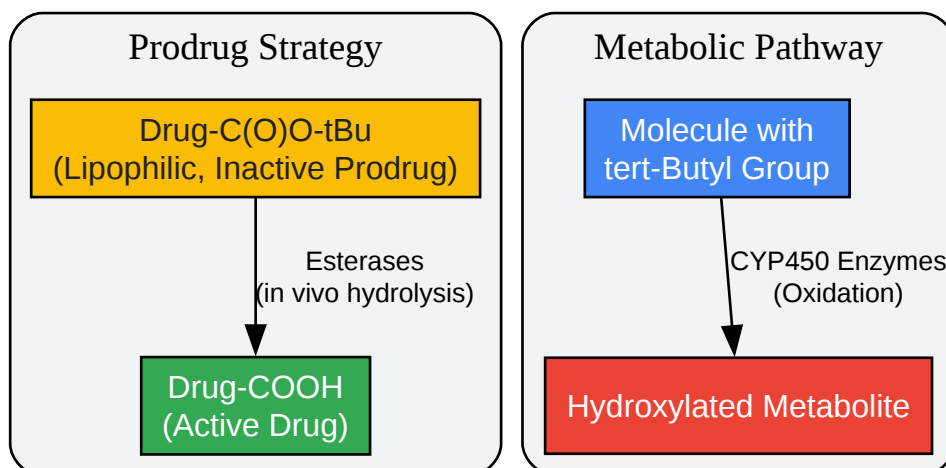 Prodrug Strategy
Drug-C(O)O-tBu
(Lipophilic, Inactive Prodrug)
Esterases
(in vivo hydrolysis)
Drug-COOH
(Active Drug)
Metabolic Pathway
Molecule with
tert-Butyl Group
CYP450 Enzymes
(Oxidation)
Hydroxylated Metabolite